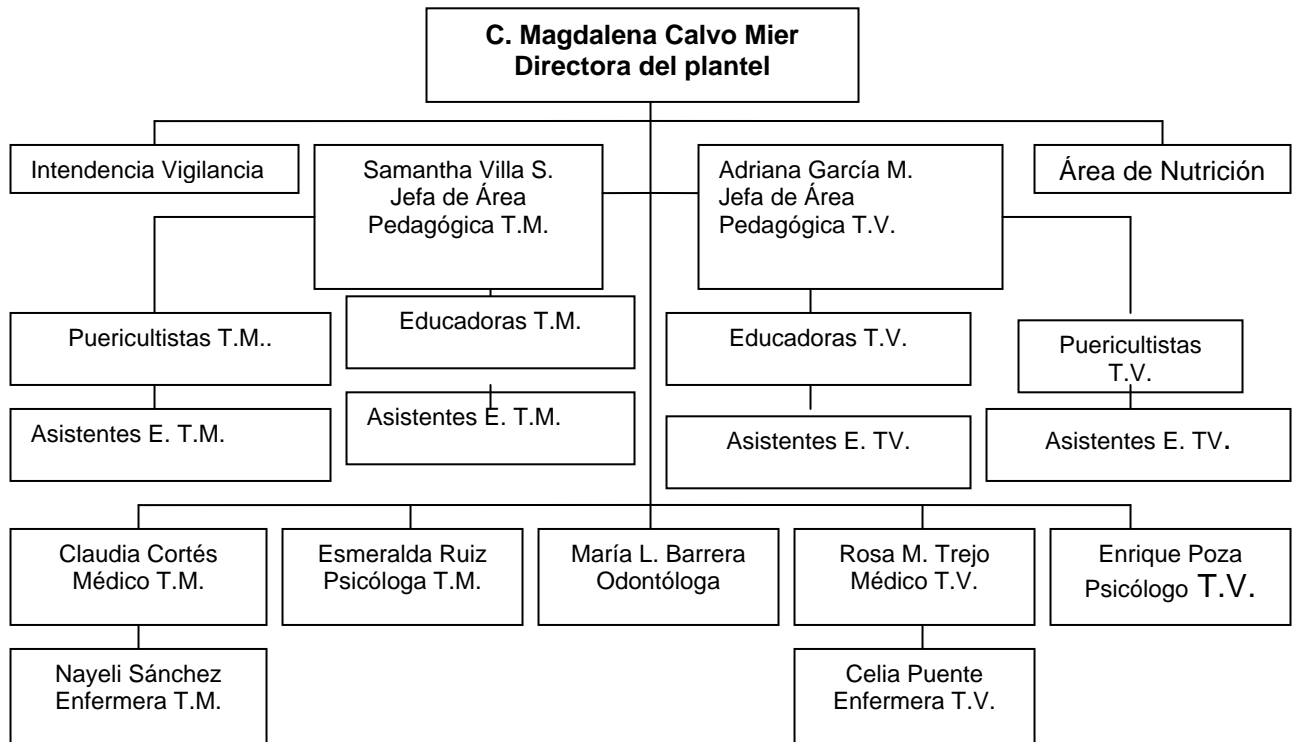 C. Magdalena Calvo Mier
Directora del plantel
Intendencia Vigilancia
Samantha Villa S.
Jefa de Área
Pedagógica T.M.
Adriana García M.
Jefa de Área
Pedagógica T.V.
Área de Nutrición
Puericultistas T.M..
Educadoras T.M.
Educadoras T.V.
Puericultistas
T.V.
Asistentes E. T.M.
Asistentes E. T.M.
Asistentes E. TV.
Asistentes E. TV.
Claudia Cortés
Médico T.M.
Esmeralda Ruiz
Psicóloga T.M.
María L. Barrera
Odontóloga
Rosa M. Trejo
Médico T.V.
Enrique Poza
Psicólogo T.V.
Nayeli Sánchez
Enfermera T.M.
Celia Puente
Enfermera T.V.